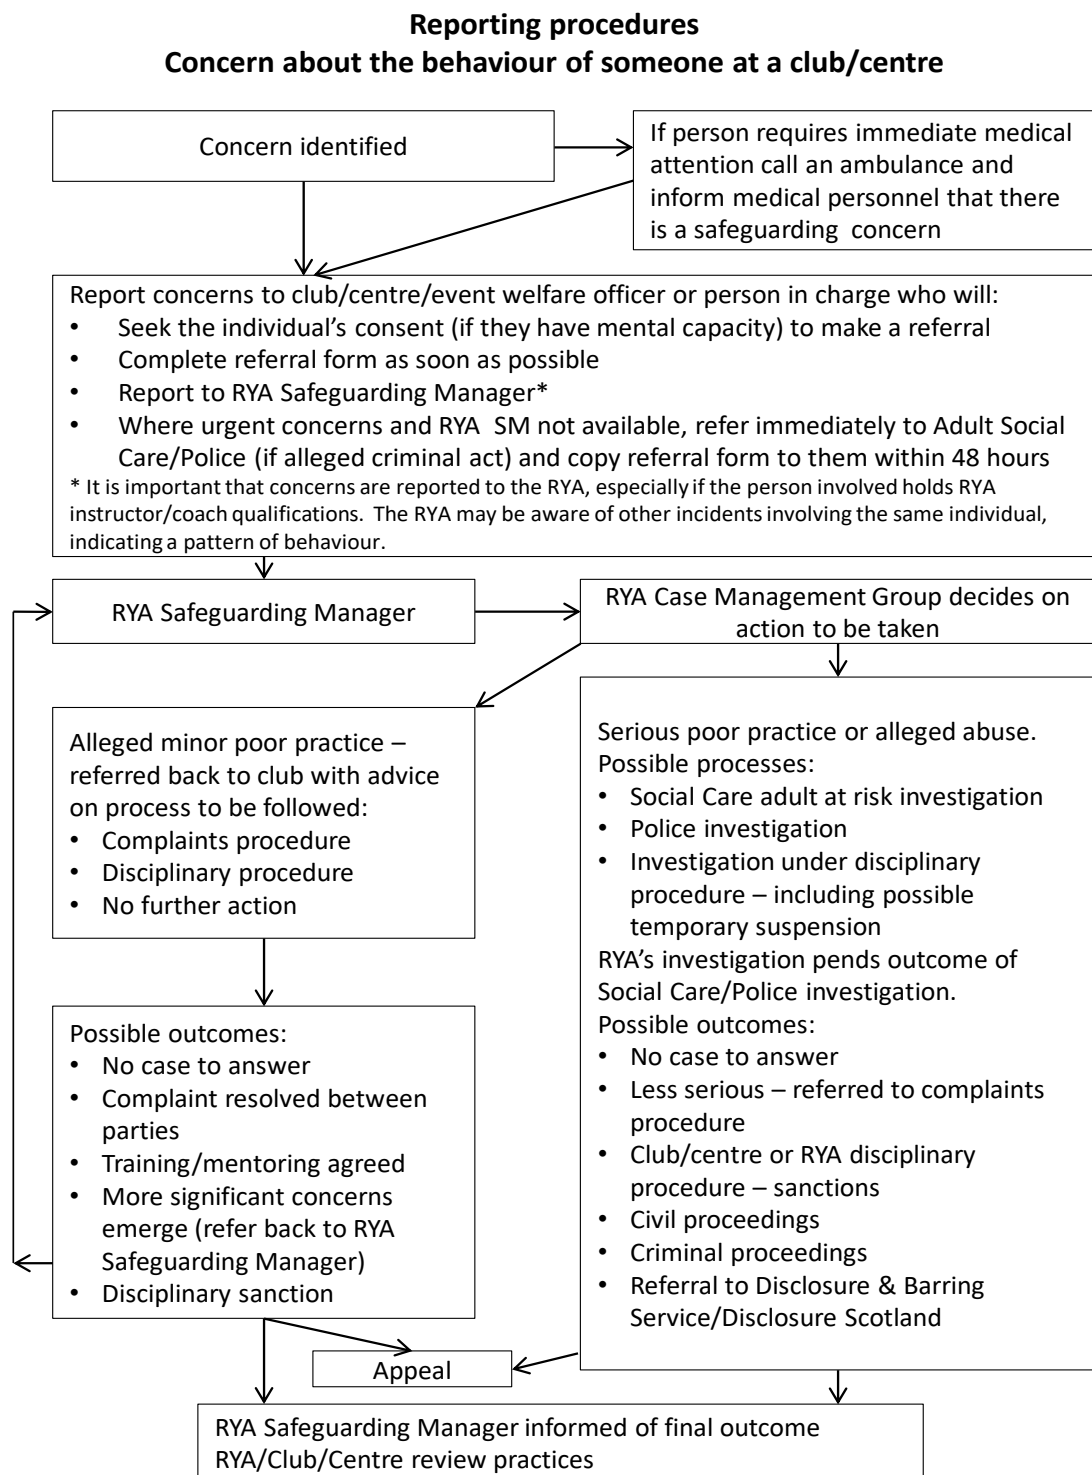 Reporting procedures
Concern about the behaviour of someone at a club/centre
Concern identified
If person requires immediate medical
attention call an ambulance and
inform medical personnel that there
is a safeguarding concern
Report concerns to club/centre/event welfare officer or person in charge who will:
• Seek the individual’s consent (if they have mental capacity) to make a referral
• Complete referral form as soon as possible
• Report to RYA Safeguarding Manager*
• Where urgent concerns and RYA SM not available, refer immediately to Adult Social
Care/Police (if alleged criminal act) and copy referral form to them within 48 hours
* It is important that concerns are reported to the RYA, especially if the person involved holds RYA
instructor/coach qualifications. The RYA may be aware of other incidents involving the same individual,
indicating a pattern of behaviour.
RYA Safeguarding Manager
RYA Case Management Group decides on
action to be taken
Alleged minor poor practice –
referred back to club with advice
on process to be followed:
• Complaints procedure
• Disciplinary procedure
• No further action
Serious poor practice or alleged abuse.
Possible processes:
• Social Care adult at risk investigation
• Police investigation
• Investigation under disciplinary
procedure – including possible
temporary suspension
RYA’s investigation pends outcome of
Social Care/Police investigation.
Possible outcomes:
• No case to answer
• Less serious – referred to complaints
procedure
• Club/centre or RYA disciplinary
procedure – sanctions
• Civil proceedings
• Criminal proceedings
• Referral to Disclosure & Barring
Service/Disclosure Scotland
Possible outcomes:
• No case to answer
• Complaint resolved between
parties
• Training/mentoring agreed
• More significant concerns
emerge (refer back to RYA
Safeguarding Manager)
• Disciplinary sanction
Appeal
RYA Safeguarding Manager informed of final outcome
RYA/Club/Centre review practices